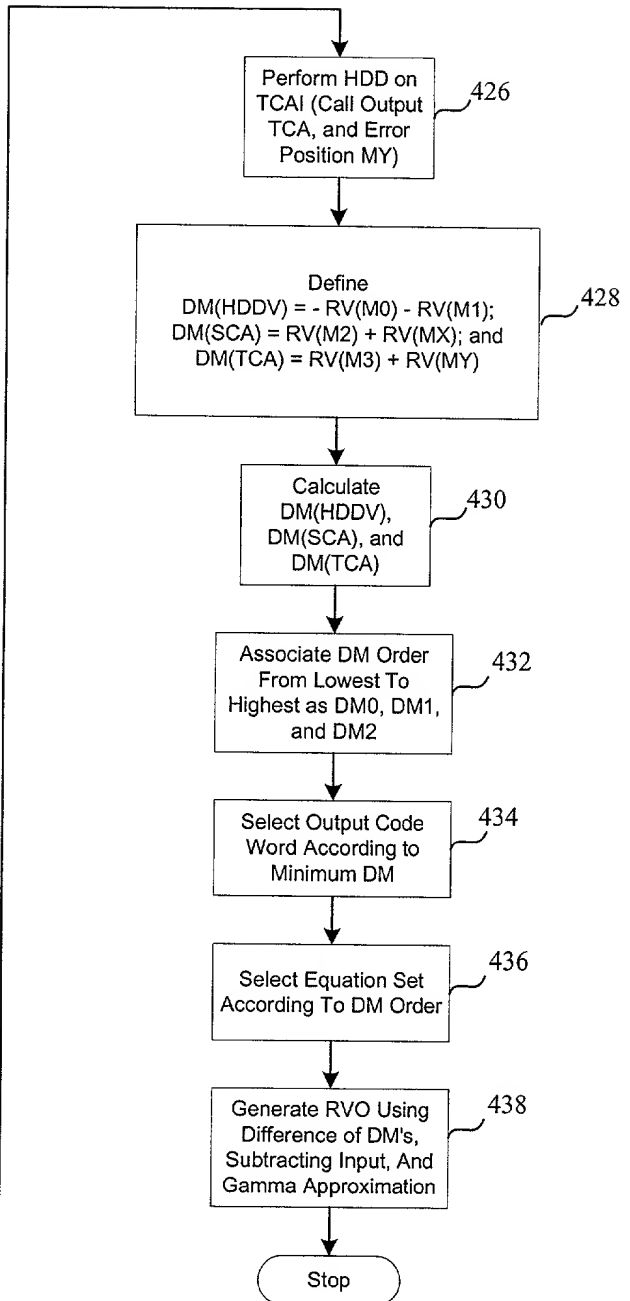 Perform HDD on
TCAI (Call Output
TCA, and Error
Position MY)
426
Define
DM(HDDV) = - RV(M0) - RV(M1);
DM(SCA) = RV(M2) + RV(MX); and
DM(TCA) = RV(M3) + RV(MY)
428
Calculate
DM(HDDV),
DM(SCA), and
DM(TCA)
430
Associate DM Order
From Lowest To
Highest as DM0, DM1,
and DM2
432
Select Output Code
Word According to
Minimum DM
434
Select Equation Set
According To DM Order
436
Generate RVO Using
Difference of DM's,
Subtracting Input, And
Gamma Approximation
438
Stop